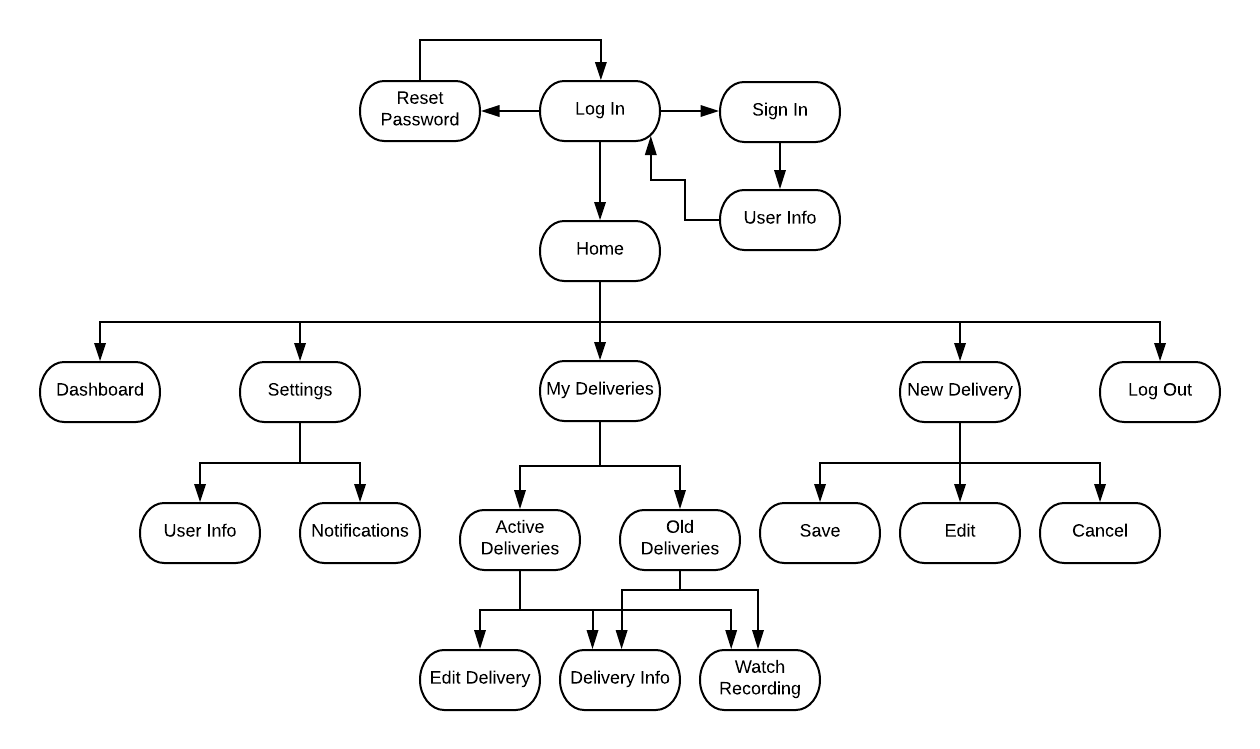 Reset
Password
Log In
Sign In
User Info
Home
Dashboard
Settings
My Deliveries
New Delivery
Log Out
User Info
Notifications
Active
Deliveries
Old
Deliveries
Save
Edit
Cancel
Edit Delivery
Delivery Info
Watch
Recording